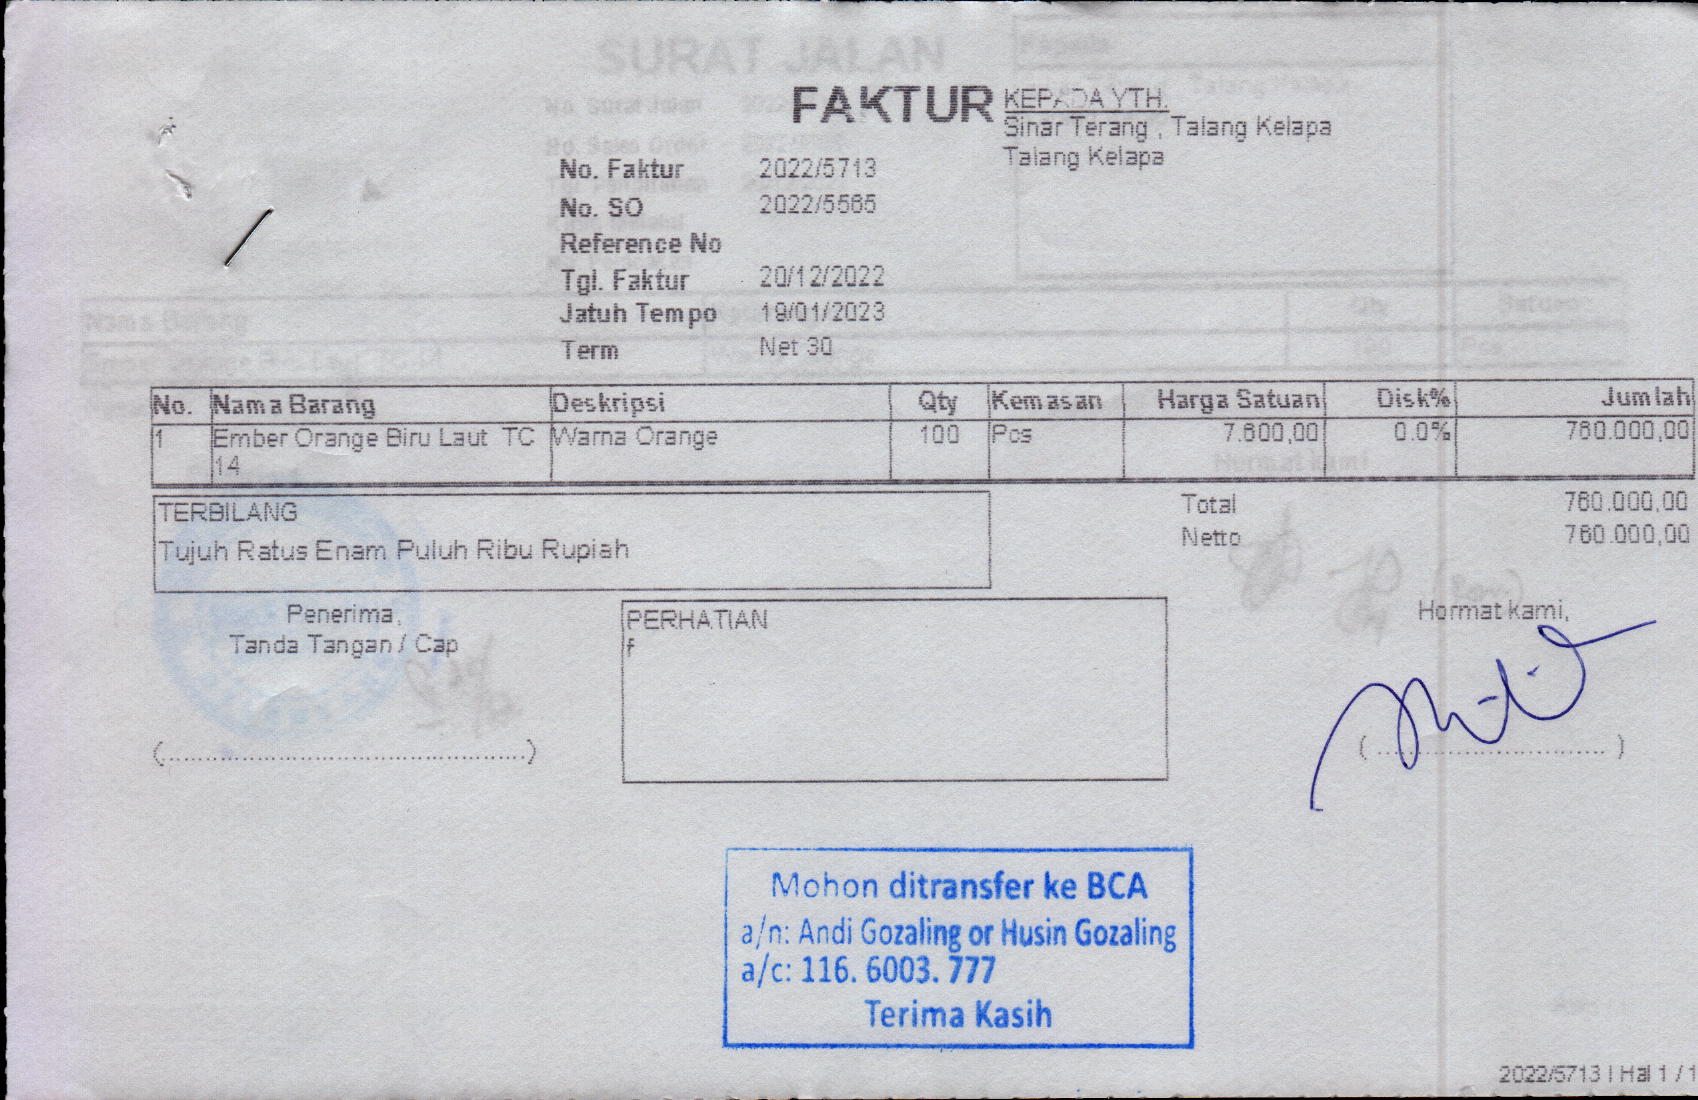 FAKTUR
KEPADA YTH.
Sinar Terang , Talang Kelapa
Talang Kelapa
No. Faktur 2022/5713
No. SO 2022/5565
Reference No
Tgl. Faktur 20/12/2022
Jatuh Tempo 19/01/2023
Term Net 30
No. Nama Barang Deskripsi Qty Kemasan Harga Satuan Disk% Jumlah
1 Ember Orange Biru Laut TC Warna Orange 100 Pcs 7.600,00 0.0% 760.000,00
14
TERBILANG
Tujuh Ratus Enam Puluh Ribu Rupiah
Total 760.000,00
Netto 760.000,00
Penerima,
Tanda Tangan / Cap
PERHATIAN
f
Hormat kami,
Mohon ditransfer ke BCA
a/n: Andi Gozaling or Husin Gozaling
a/c: 116. 6003. 777
Terima Kasih
2022/5713 | Hal 1 / 1
SURAT JALAN